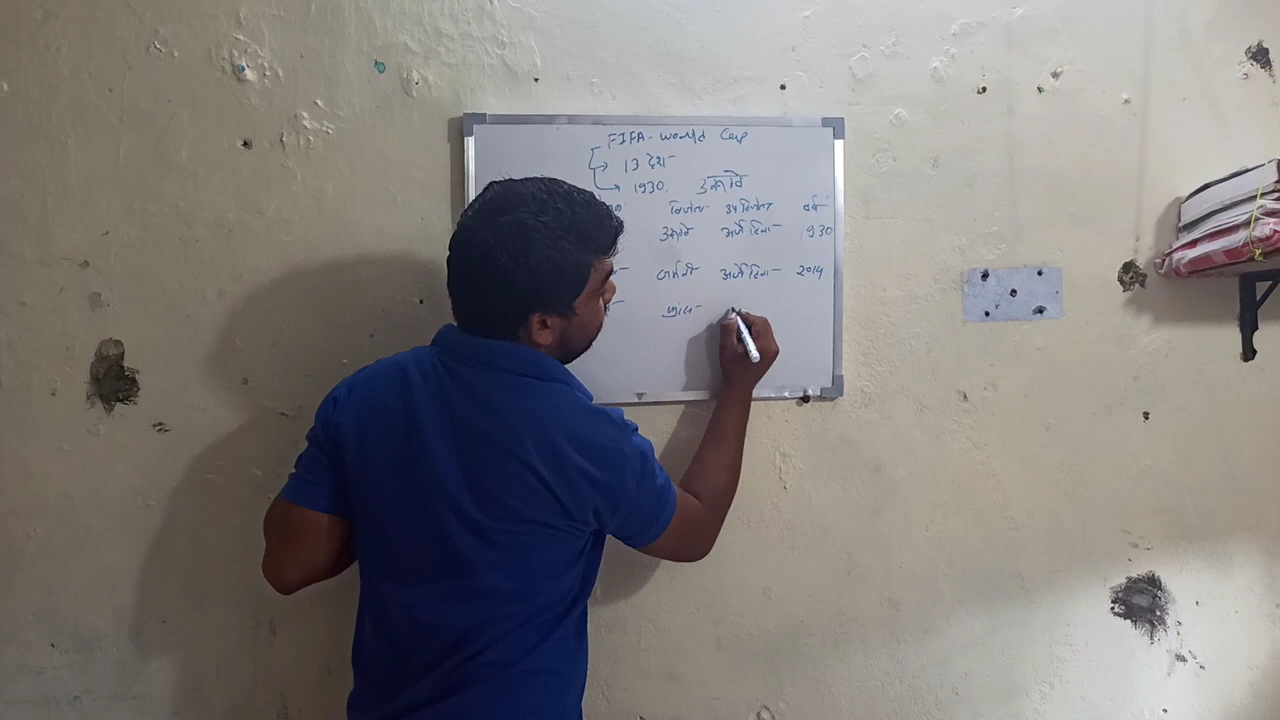 FIFA - World Cup
13 देश
1930, उरूग्वे
विजेता उपविजेता वर्ष
उरूग्वे अर्जेंटिना 1930
जर्मनी अर्जेंटिना 2014
फ्रांस